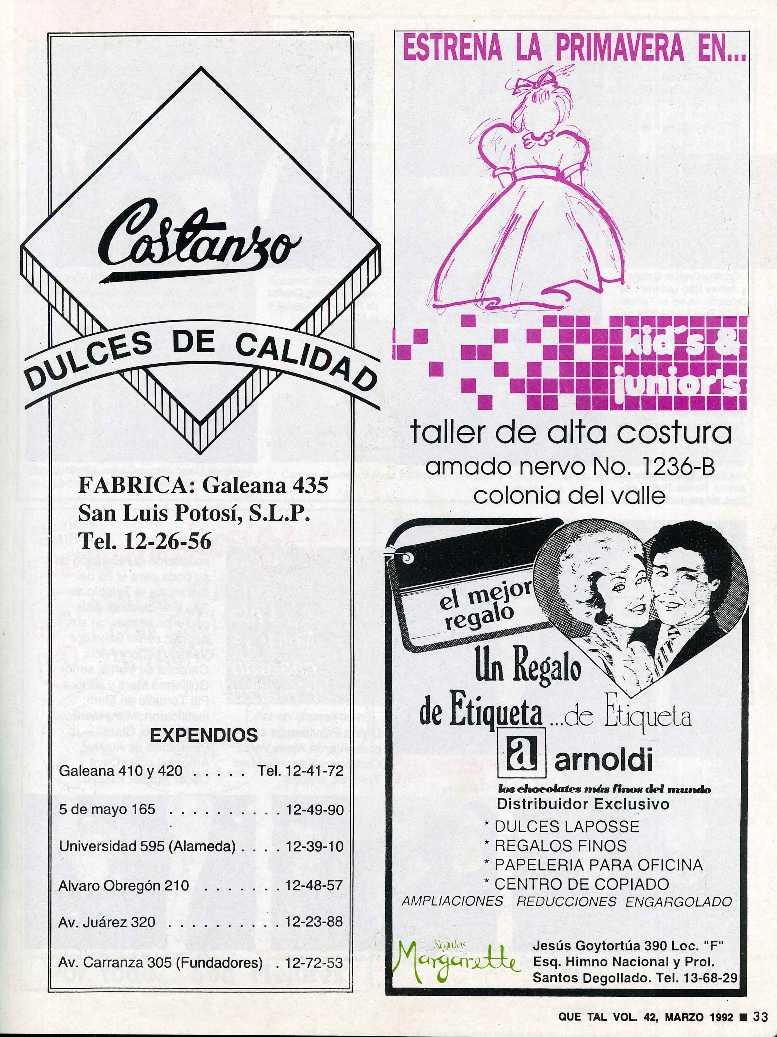 Costanzo
DULCES DE CALIDAD
FABRICA: Galeana 435
San Luis Potosí, S.L.P.
Tel. 12-26-56
EXPENDIOS
Galeana 410 y 420 . . . . . Tel. 12-41-72
5 de mayo 165 . . . . . . . . . . 12-49-90
Universidad 595 (Alameda) . . . . 12-39-10
Alvaro Obregón 210 . . . . . . . 12-48-57
Av. Juárez 320 . . . . . . . . . . 12-23-88
Av. Carranza 305 (Fundadores) . 12-72-53
ESTRENA LA PRIMAVERA EN...
kid´s &
junior's
taller de alta costura
amado nervo No. 1236-B
colonia del valle
el mejor
regalo
Un Regalo
de Etiqueta ...de Etiqueta
a arnoldi
los chocolates más finos del mundo
Distribuidor Exclusivo
* DULCES LAPOSSE
* REGALOS FINOS
* PAPELERIA PARA OFICINA
* CENTRO DE COPIADO
AMPLIACIONES REDUCCIONES ENGARGOLADO
Margarette
Jesús Goytortúa 390 Loc. "F"
Esq. Himno Nacional y Prol.
Santos Degollado. Tel. 13-68-29
QUE TAL VOL. 42, MARZO 1992 ■ 33